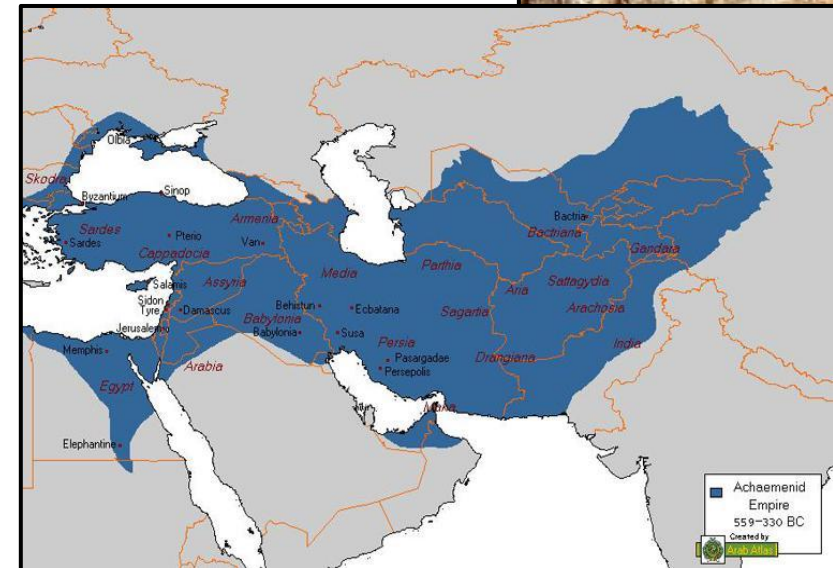 Olbia
Skodra
Byzantium
Sinop
Sardes
Sardes
Pterio
Cappadocia
Armenia
Van
Bactria
Bactriana
Gandara
Media
Parthia
Assyria
Salamis
Sidon
Tyre
Damascus
Jerusalem
Aria
Sattagydia
Arachosia
Behistun
Ecbatana
Sagartia
Babylonia
Babylonia
Susa
Persia
Pasargadae
Persepolis
Drangiana
India
Memphis
Egypt
Arabia
Maka
Elephantine
Achaemenid
Empire
559-330 BC
Created by
Arab Atlas